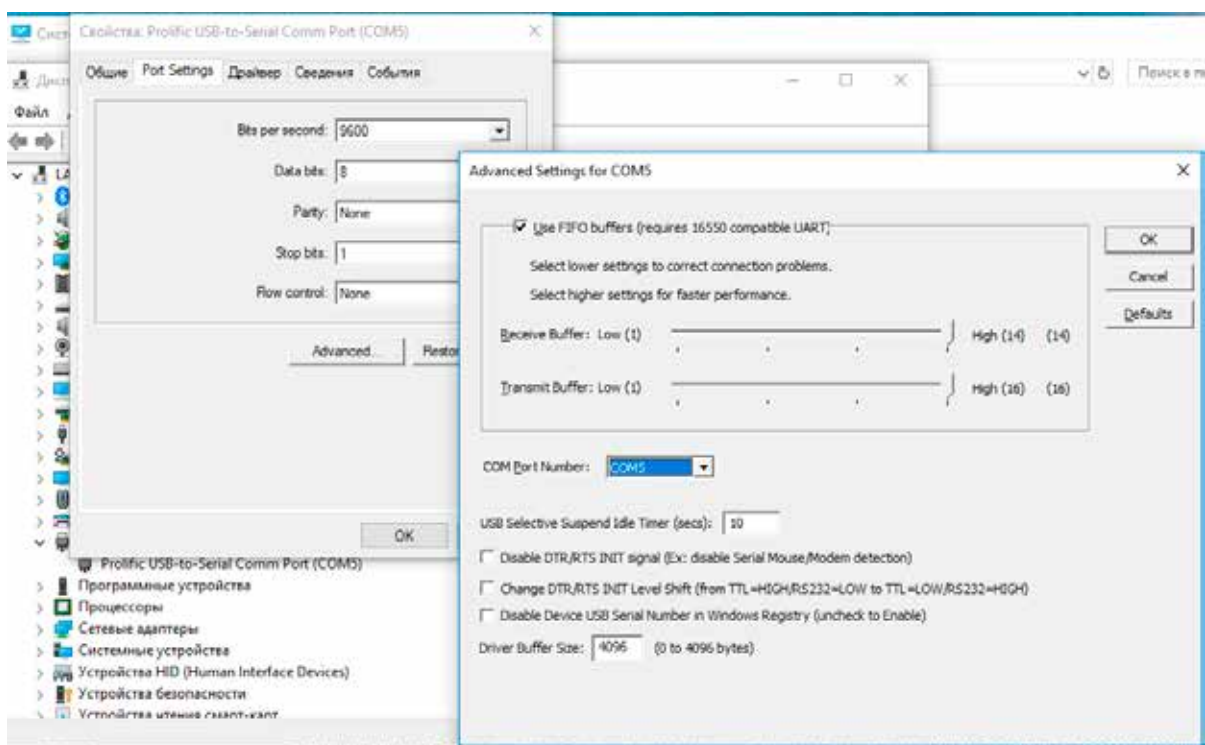 Свойства: Prolific USB-to-Serial Comm Port (COM5)
Общие Port Settings Драйвер Сведения События
Поиск в
Файл
Bits per second: 9600
Data bits: 8
Parity: None
Stop bits: 1
Flow control: None
Advanced...
OK
Advanced Settings for COM5
Use FIFO buffers (requires 16550 compatible UART)
Select lower settings to correct connection problems.
Select higher settings for faster performance.
Receive Buffer: Low (1) High (14) (14)
Transmit Buffer: Low (1) High (16) (16)
OK
Cancel
Defaults
COM Port Number: COM5
USB Selective Suspend Idle Timer (secs): 10
Disable DTR/RTS INIT signal (Ex: disable Serial Mouse/Modem detection)
Change DTR/RTS INIT Level Shift (from TTL=HIGH/RS232=LOW to TTL=LOW/RS232=HIGH)
Disable Device USB Serial Number in Windows Registry (uncheck to Enable)
Driver Buffer Size: 4096 (0 to 4096 bytes)
Prolific USB-to-Serial Comm Port (COM5)
Программные устройства
Процессоры
Сетевые адаптеры
Системные устройства
Устройства HID (Human Interface Devices)
Устройства безопасности
Устройства чтения смарт-карт